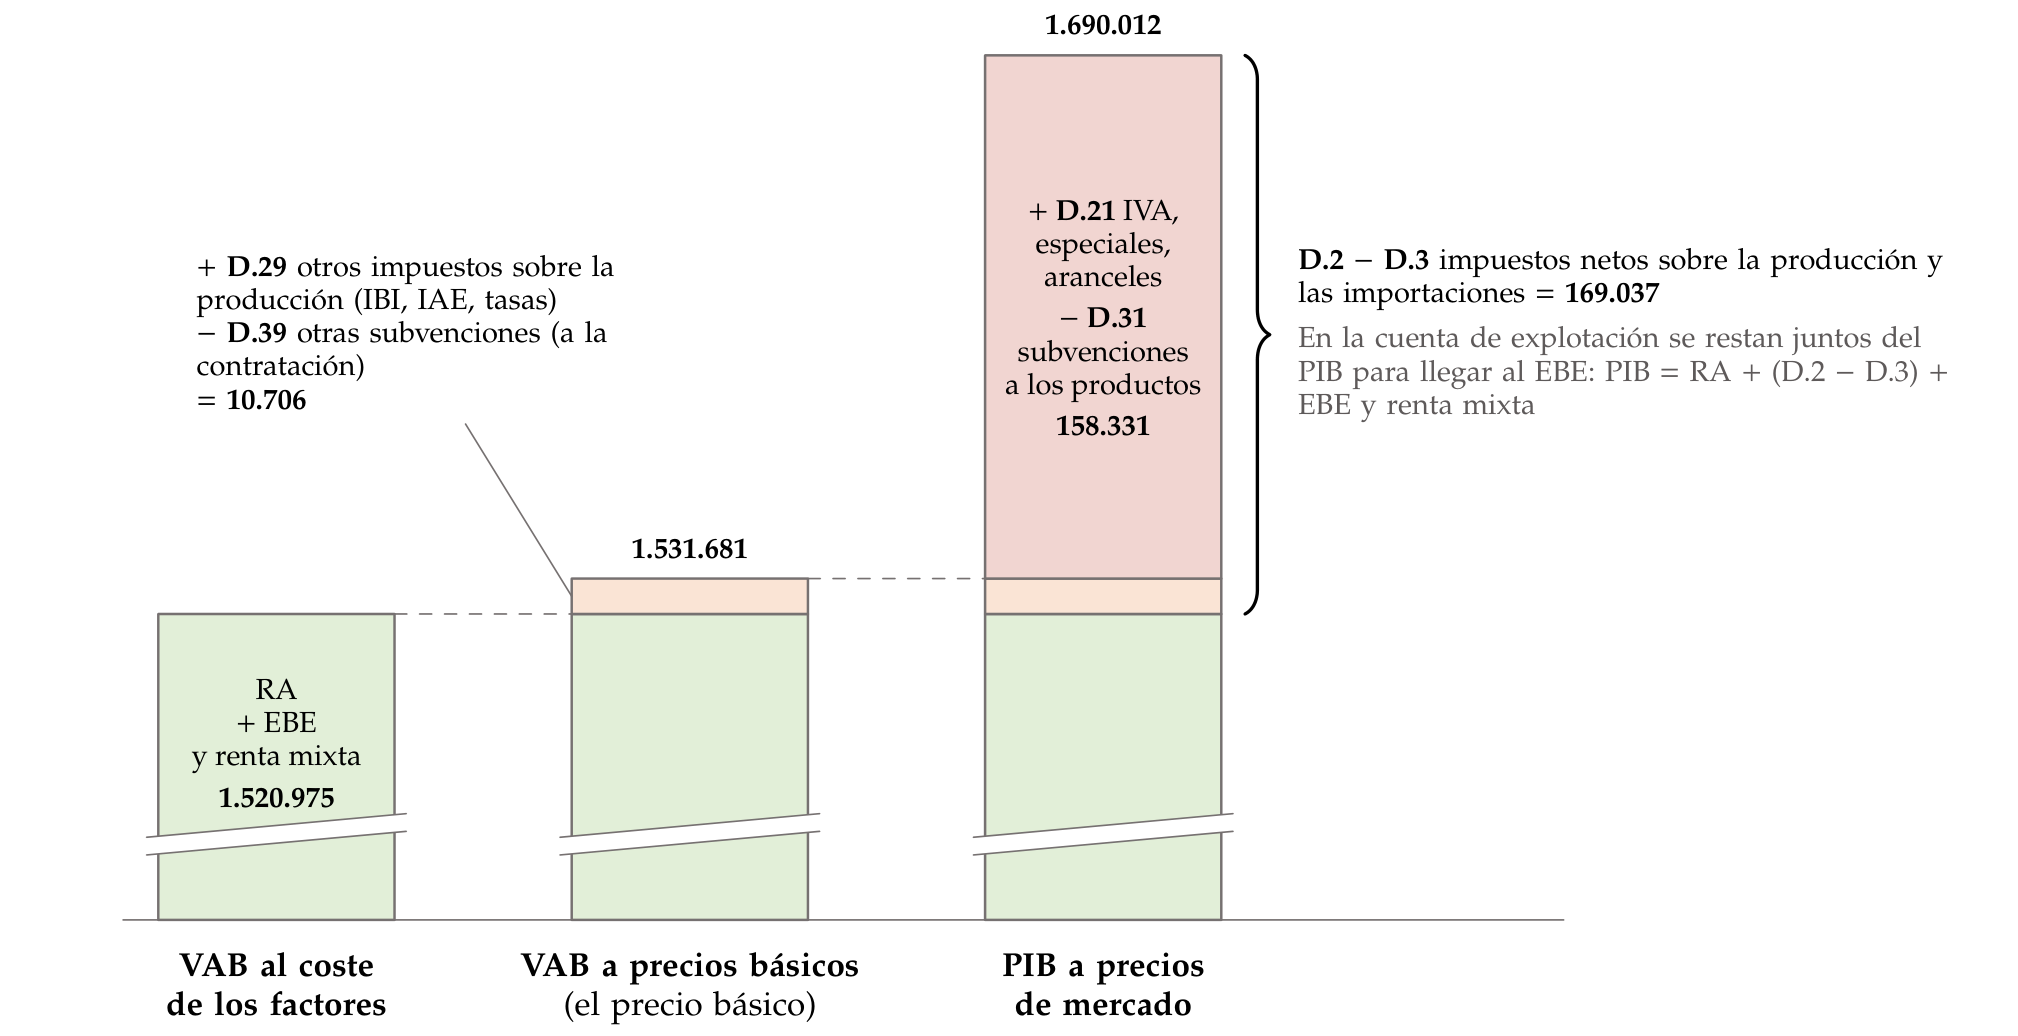 1.690.012
+ D.21 IVA,
especiales,
aranceles
− D.31
subvenciones
a los productos
158.331
D.2 − D.3 impuestos netos sobre la producción y
las importaciones = 169.037
En la cuenta de explotación se restan juntos del
PIB para llegar al EBE: PIB = RA + (D.2 − D.3) +
EBE y renta mixta
+ D.29 otros impuestos sobre la
producción (IBI, IAE, tasas)
− D.39 otras subvenciones (a la
contratación)
= 10.706
1.531.681
RA
+ EBE
y renta mixta
1.520.975
VAB al coste
de los factores
VAB a precios básicos
(el precio básico)
PIB a precios
de mercado